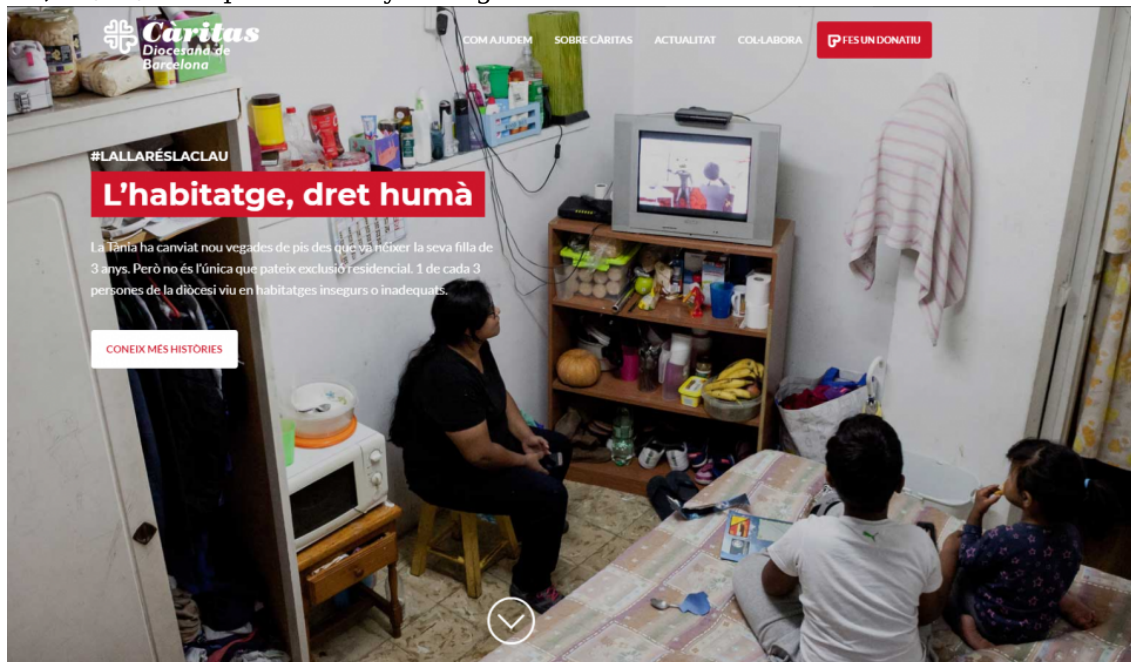 Càritas
Diocesana de
Barcelona
COM AJUDEM
SOBRE CÀRITAS
ACTUALITAT
COL·LABORA
FES UN DONATIU
#LALLARÉSLACLAU
L'habitatge, dret humà
La Tània ha canviat nou vegades de pis des que va néixer la seva filla de
3 anys. Però no és l'única que pateix exclusió residencial. 1 de cada 3
persones de la diòcesi viu en habitatges insegurs o inadequats.
CONEIX MÉS HISTÒRIES